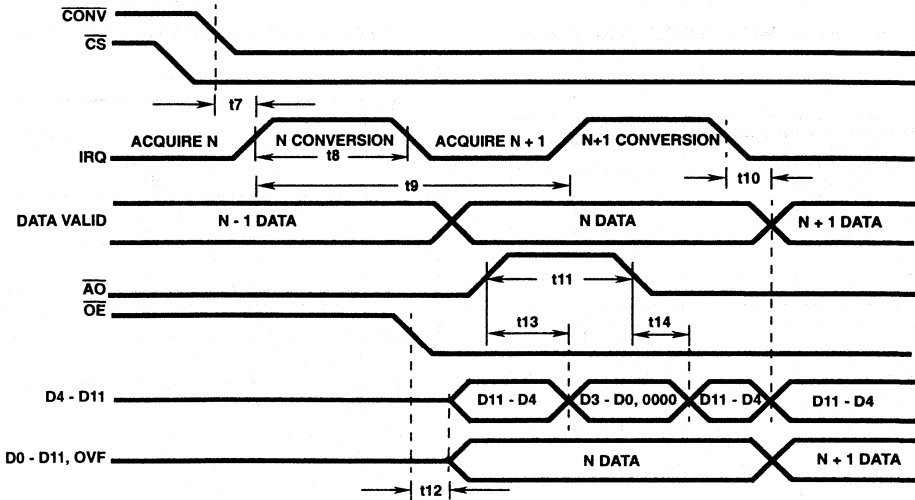 CONV
CS
t7
ACQUIRE N
N CONVERSION
ACQUIRE N + 1
N+1 CONVERSION
IRQ
t8
t9
t10
DATA VALID
N - 1 DATA
N DATA
N + 1 DATA
AO
t11
OE
t13
t14
D4 - D11
D11 - D4
D3 - D0, 0000
D11 - D4
D11 - D4
D0 - D11, OVF
N DATA
N + 1 DATA
t12